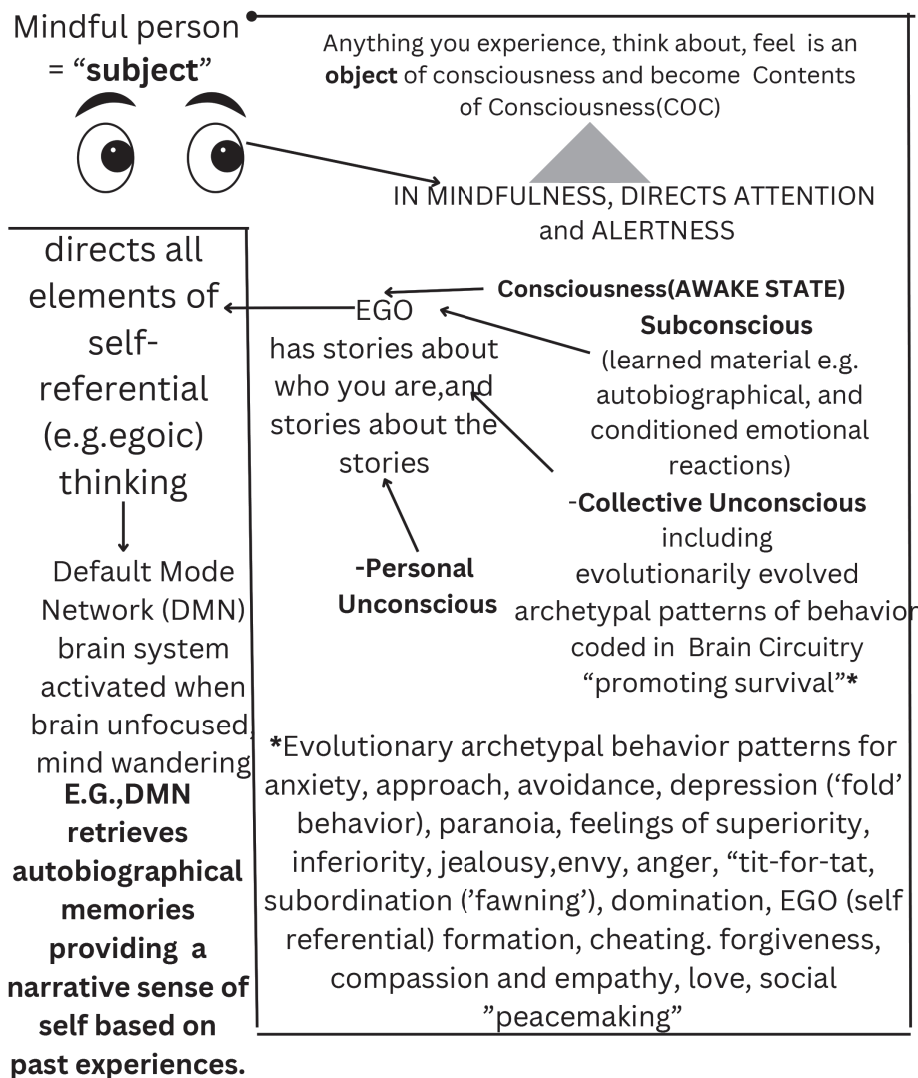 Mindful person
= “subject”
Anything you experience, think about, feel is an
object of consciousness and become Contents
of Consciousness(COC)
IN MINDFULNESS, DIRECTS ATTENTION
and ALERTNESS
directs all
elements of
self-
referential
(e.g.egoic)
thinking
Default Mode
Network (DMN)
brain system
activated when
brain unfocused,
mind wandering
E.G.,DMN
retrieves
autobiographical
memories
providing a
narrative sense of
self based on
past experiences.
EGO
has stories about
who you are,and
stories about the
stories
-Personal
Unconscious
Consciousness(AWAKE STATE)
Subconscious
(learned material e.g.
autobiographical, and
conditioned emotional
reactions)
-Collective Unconscious
including
evolutionarily evolved
archetypal patterns of behavior
coded in Brain Circuitry
“promoting survival”*
*Evolutionary archetypal behavior patterns for
anxiety, approach, avoidance, depression (‘fold’
behavior), paranoia, feelings of superiority,
inferiority, jealousy,envy, anger, “tit-for-tat,
subordination (’fawning’), domination, EGO (self
referential) formation, cheating. forgiveness,
compassion and empathy, love, social
”peacemaking”